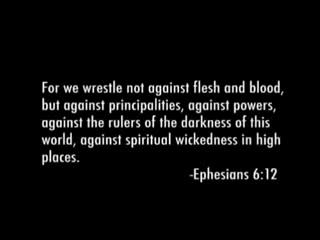 For we wrestle not against flesh and blood,
but against principalities, against powers,
against the rulers of the darkness of this
world, against spiritual wickedness in high
places.
-Ephesians 6:12